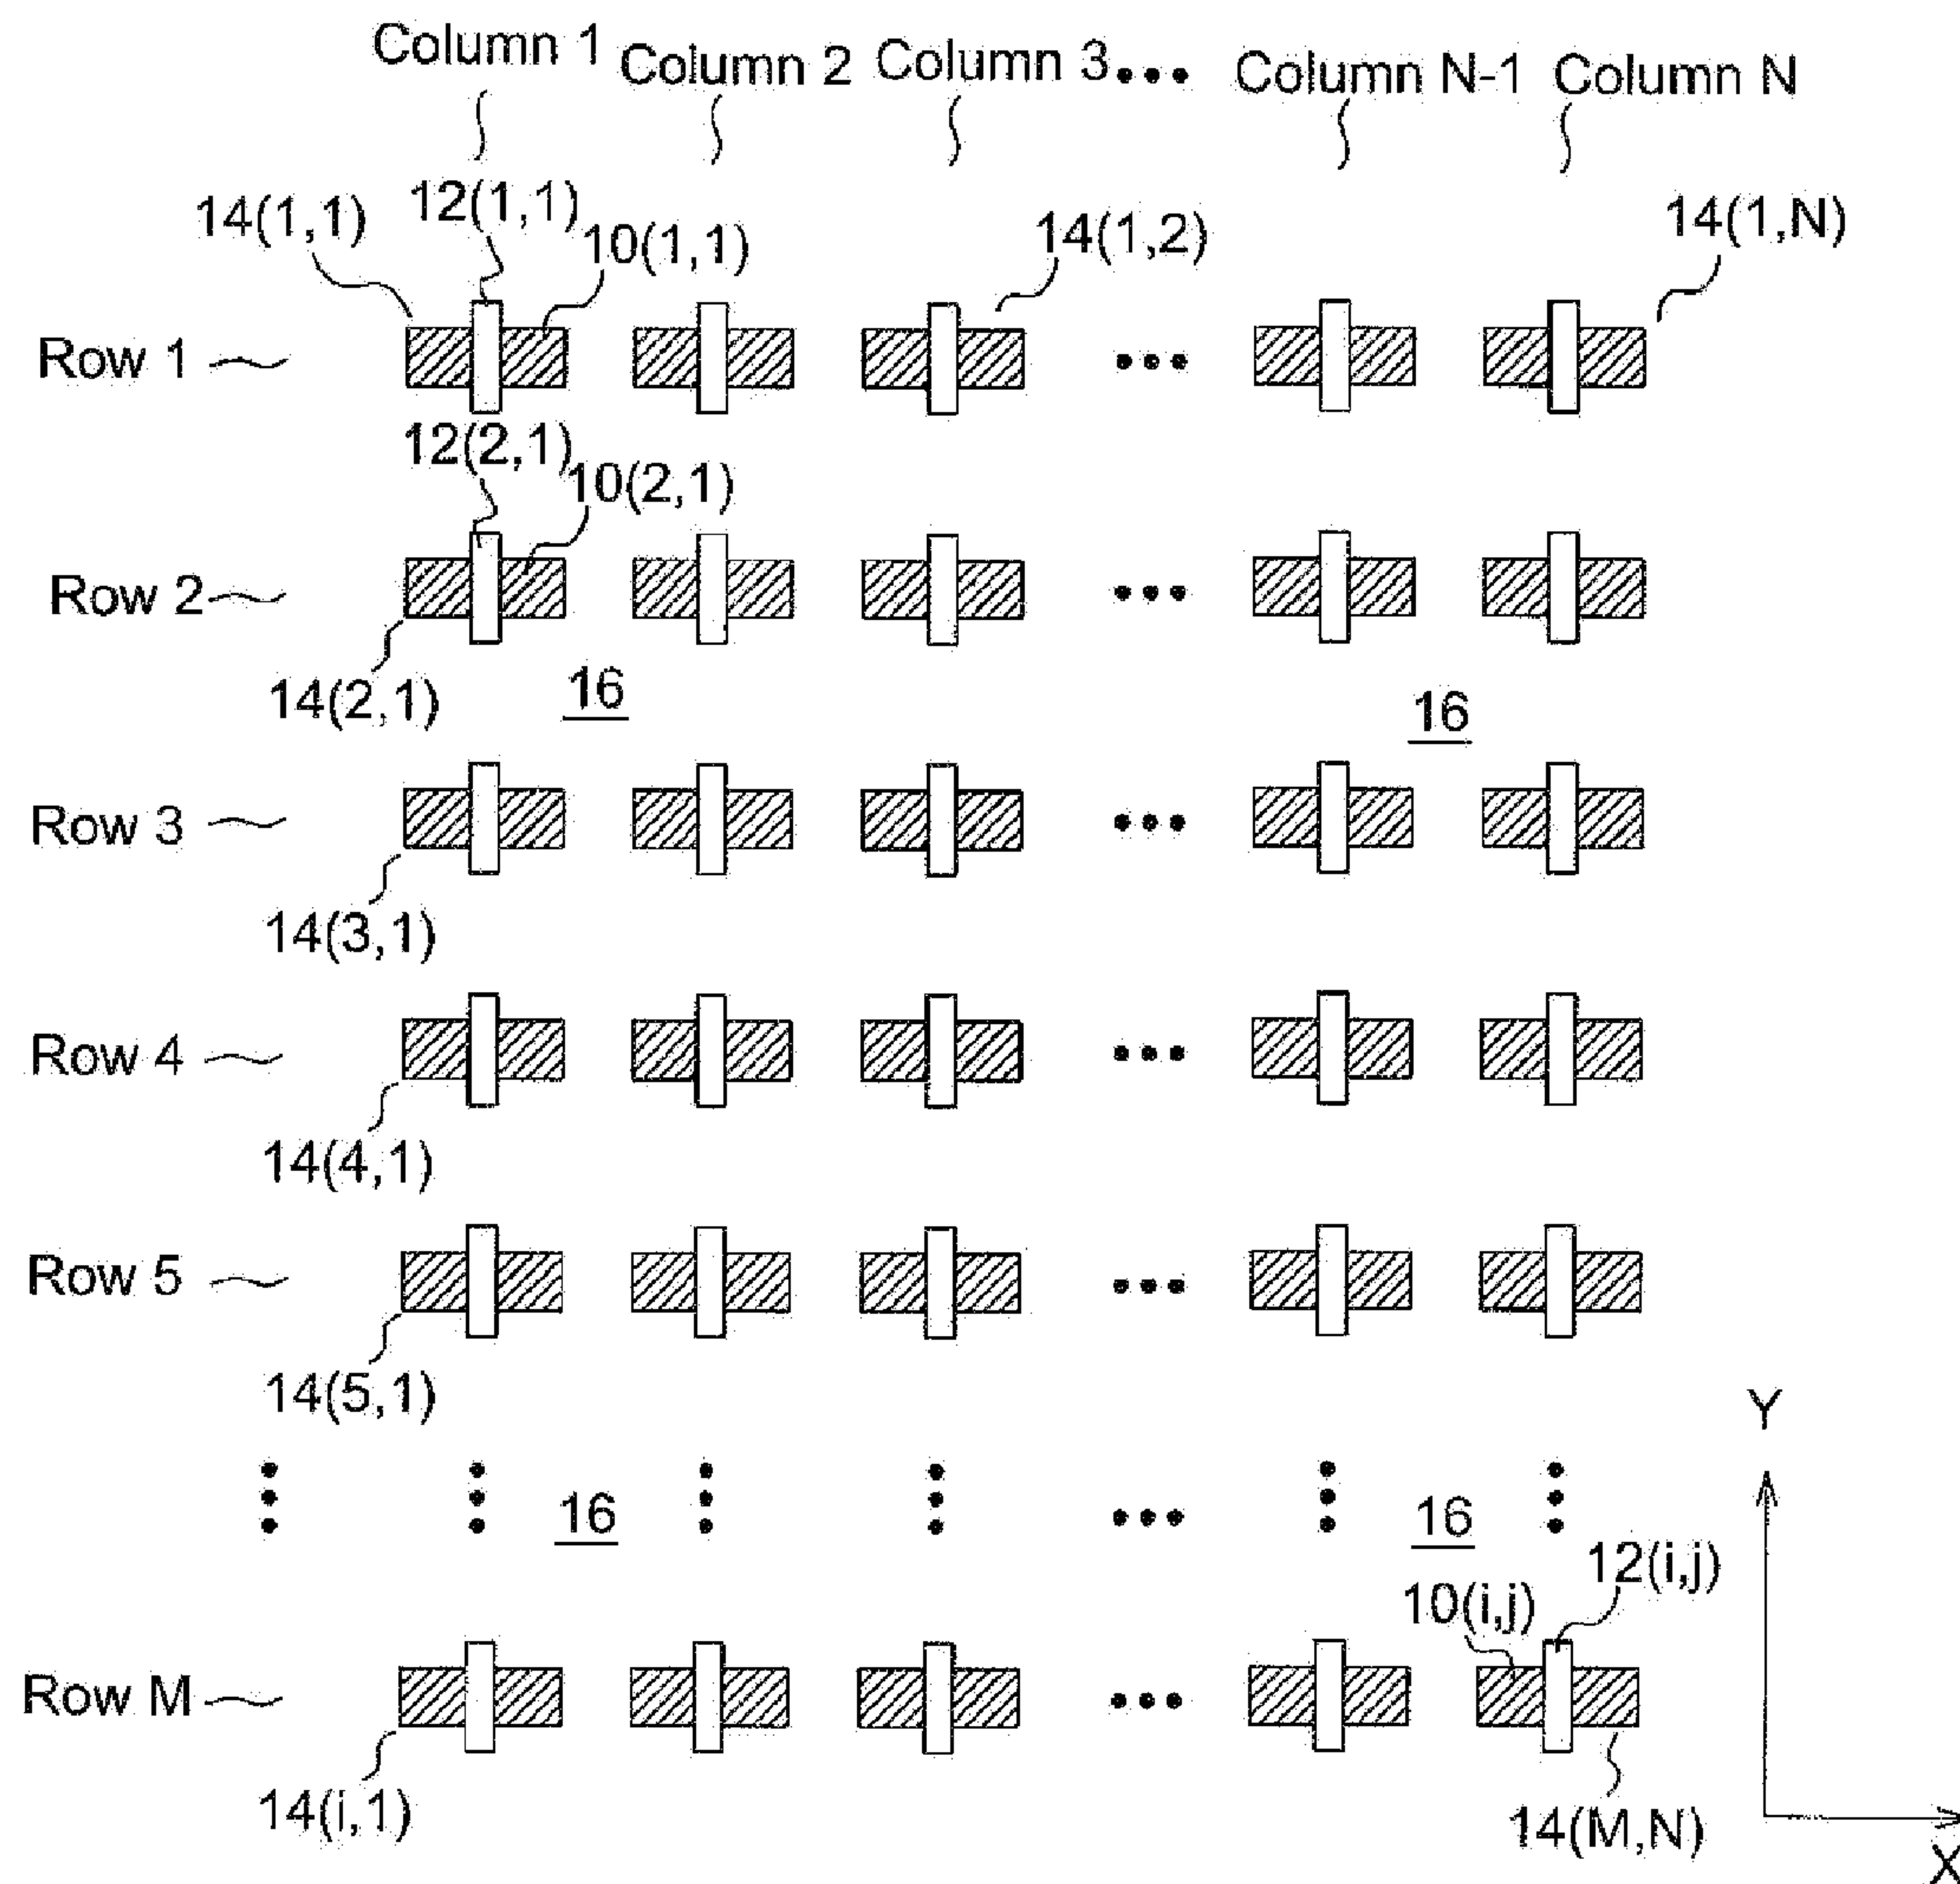 Column 1 Column 2 Column 3... Column N-1 Column N
14(1,1) 12(1,1) 10(1,1) 14(1,2) 14(1,N)
Row 1 ...
12(2,1) 10(2,1)
Row 2 ...
14(2,1) 16 16
Row 3 ...
14(3,1)
Row 4 ...
14(4,1)
Row 5 ...
14(5,1)
Y
16 ... 16
12(i,j)
10(i,j)
Row M ...
14(i,1) 14(M,N)
X